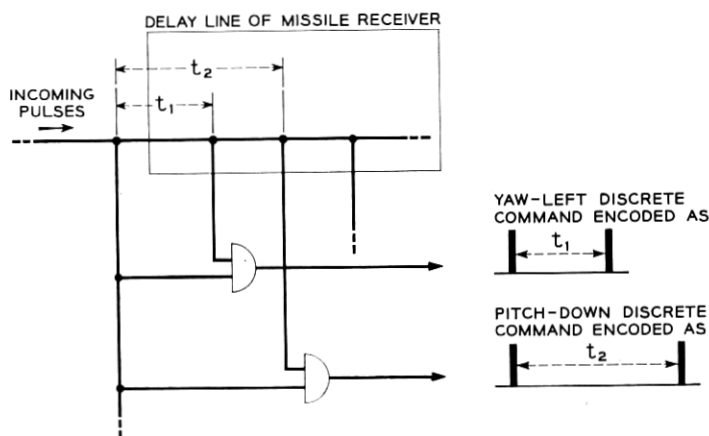 DELAY LINE OF MISSILE RECEIVER
t₂
INCOMING
PULSES
t₁
YAW-LEFT DISCRETE
COMMAND ENCODED AS
t₁
PITCH-DOWN DISCRETE
COMMAND ENCODED AS
t₂